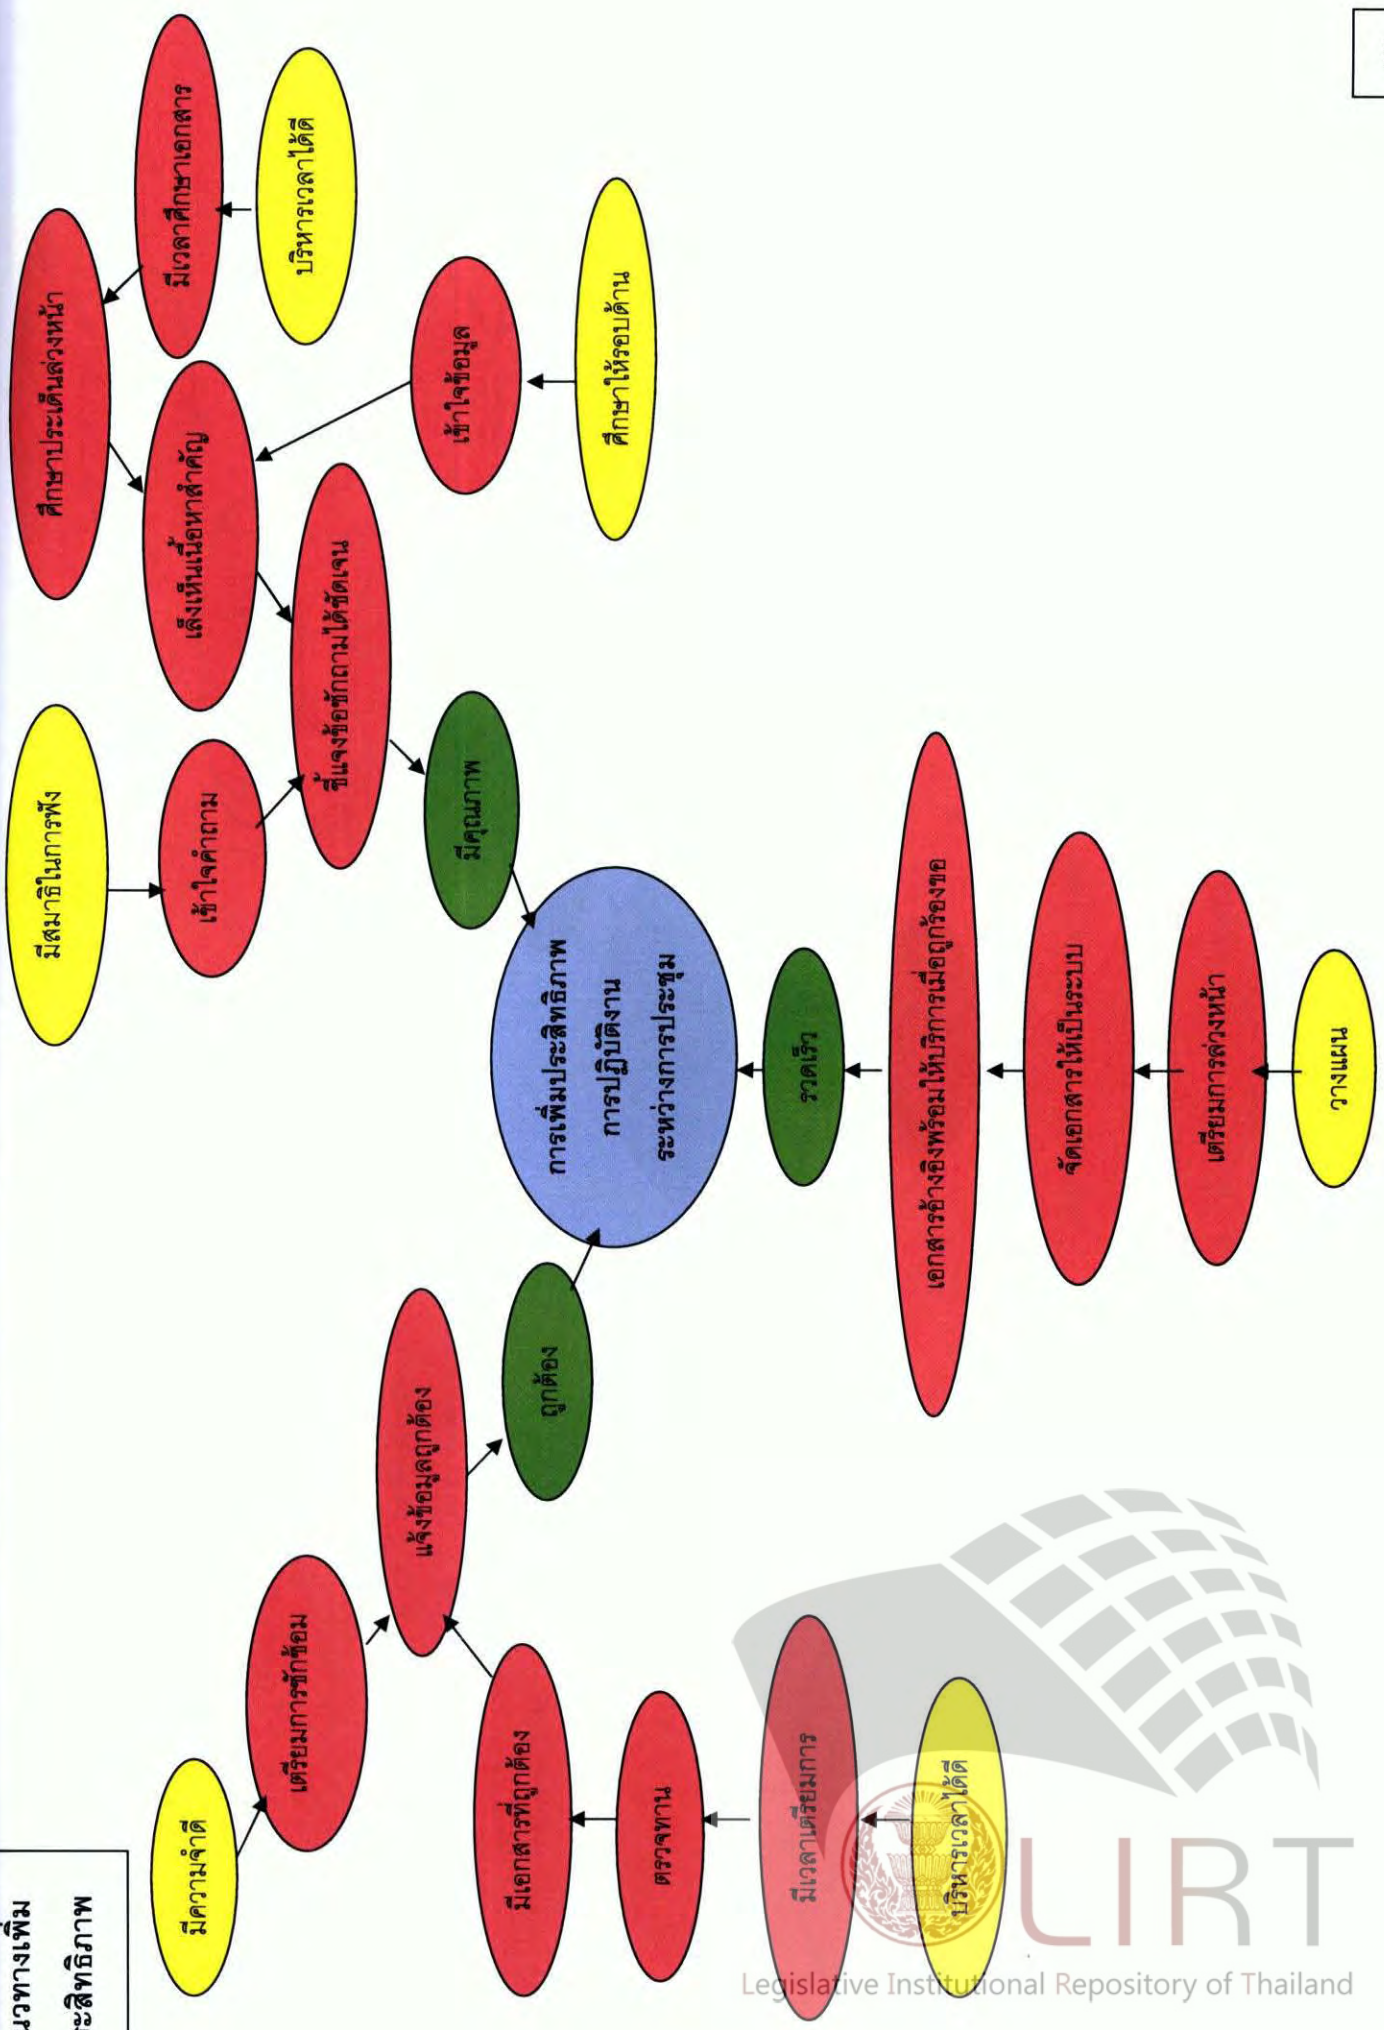 นวทางเพิ่ม
ระสิทธิภาพ
มีความจำดี
เตรียมการซักซ้อม
แจ้งข้อมูลถูกต้อง
ถูกต้อง
มีเอกสารที่ถูกต้อง
ตรวจทาน
มีเวลาเตรียมการ
บริหารเวลาได้ดี
มีสมาธิในการฟัง
เข้าใจคำถาม
ชี้แจงข้อซักถามได้ชัดเจน
มีคุณภาพ
ศึกษาประเด็นล่วงหน้า
เล็งเห็นเนื้อหาสำคัญ
มีเวลาศึกษาเอกสาร
บริหารเวลาได้ดี
เข้าใจข้อมูล
ศึกษาให้รอบด้าน
การเพิ่มประสิทธิภาพ
การปฏิบัติงาน
ระหว่างการประชุม
รวดเร็ว
เอกสารอ้างอิงพร้อมให้บริการเมื่อถูกร้องขอ
จัดเอกสารให้เป็นระบบ
เตรียมการล่วงหน้า
วางแผน
LIRT
Legislative Institutional Repository of Thailand